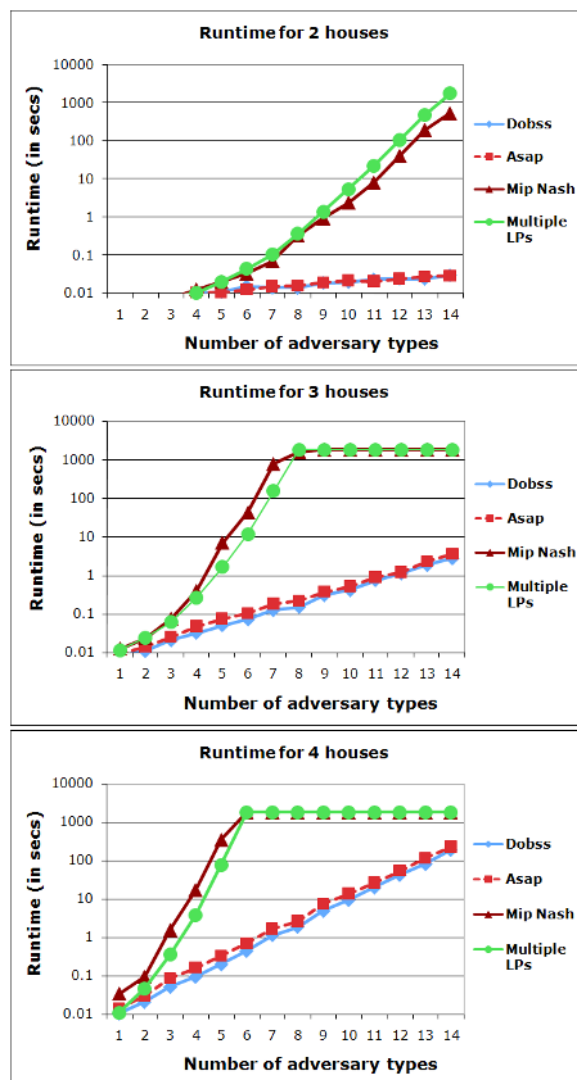 Runtime for 2 houses
Runtime (in secs)
10000
1000
100
10
1
0.1
0.01
1 2 3 4 5 6 7 8 9 10 11 12 13 14
Number of adversary types
Dobss
Asap
Mip Nash
Multiple
LPs
Runtime for 3 houses
Runtime (in secs)
10000
1000
100
10
1
0.1
0.01
1 2 3 4 5 6 7 8 9 10 11 12 13 14
Number of adversary types
Dobss
Asap
Mip Nash
Multiple
LPs
Runtime for 4 houses
Runtime (in secs)
10000
1000
100
10
1
0.1
0.01
1 2 3 4 5 6 7 8 9 10 11 12 13 14
Number of adversary types
Dobss
Asap
Mip Nash
Multiple
LPs